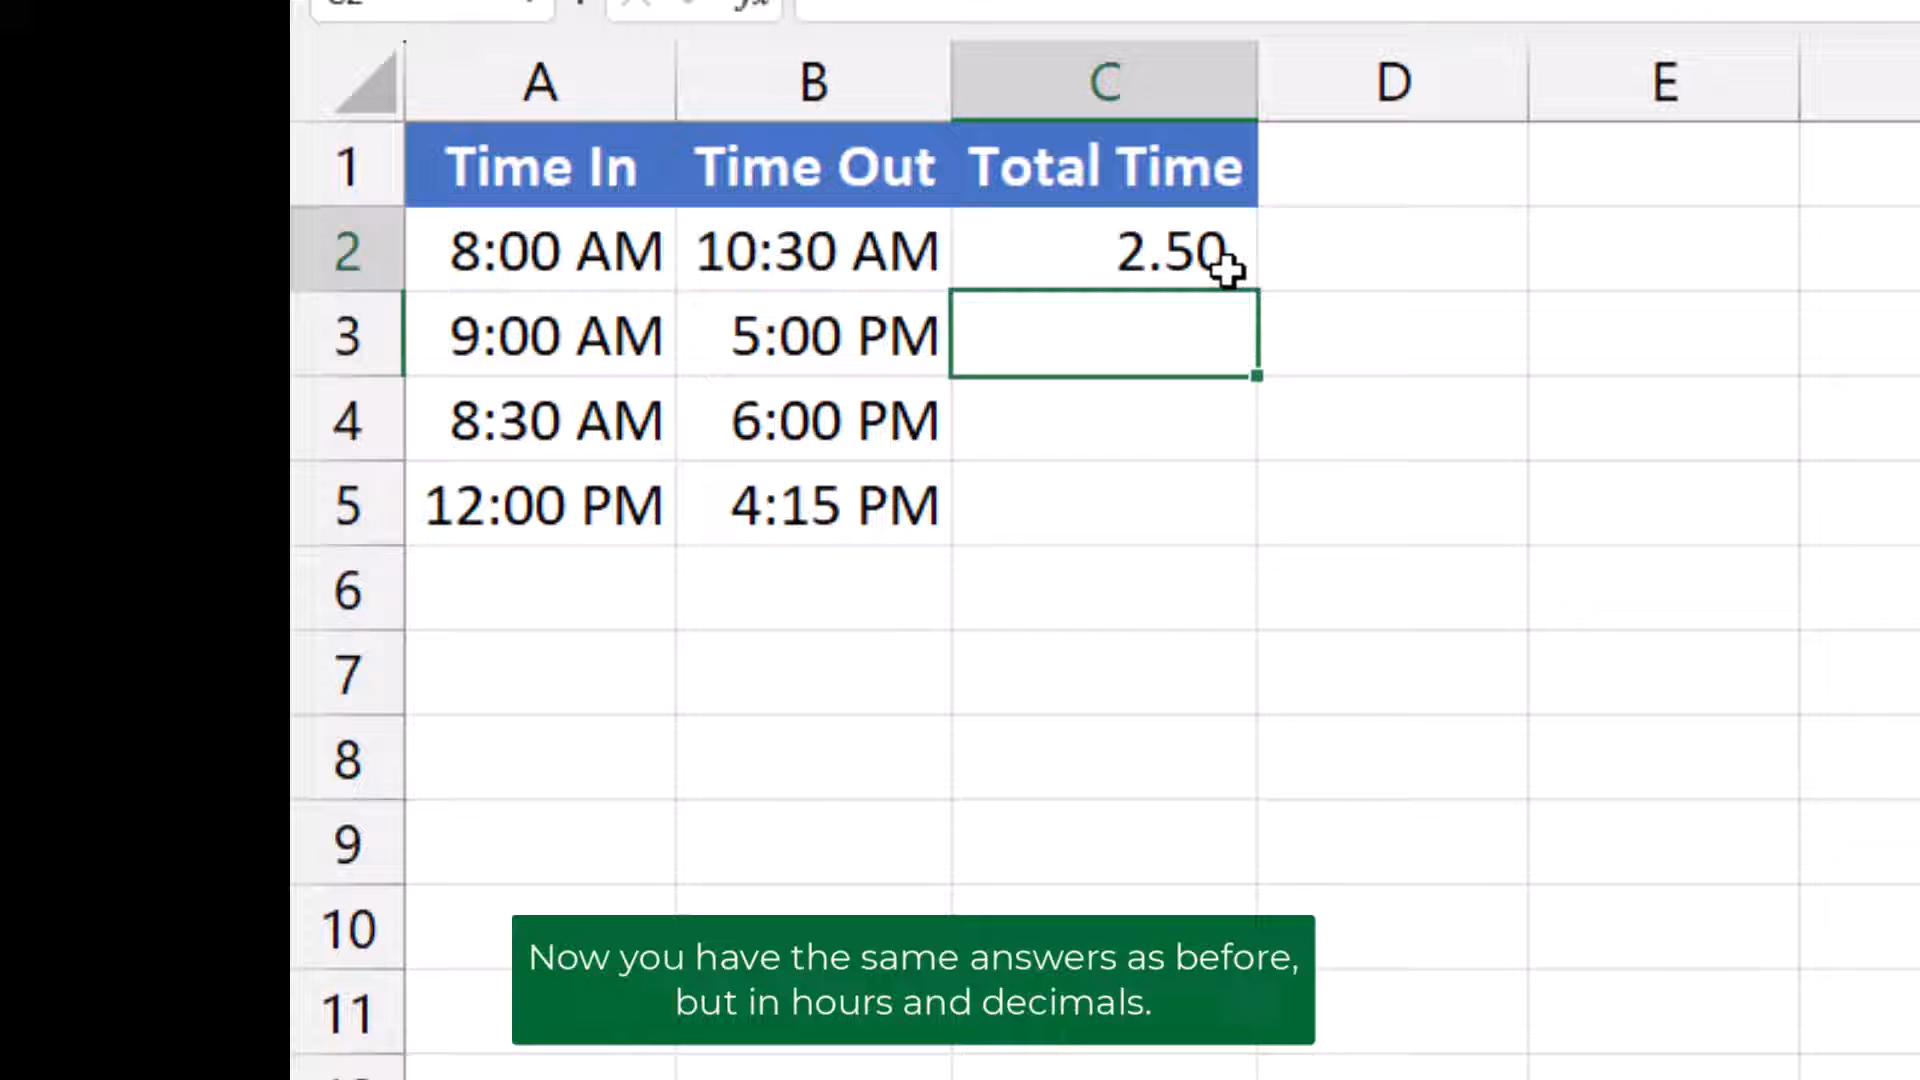 fx
A B C D E
1 Time In Time Out Total Time
2 8:00 AM 10:30 AM 2.50
3 9:00 AM 5:00 PM
4 8:30 AM 6:00 PM
5 12:00 PM 4:15 PM
6
7
8
9
10
11
Now you have the same answers as before,
but in hours and decimals.